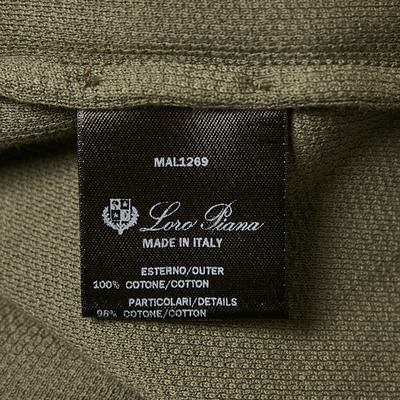 MAL1269
Loro Piana
MADE IN ITALY
ESTERNO/OUTER
100% COTONE/COTTON
PARTICOLARI/DETAILS
98% COTONE/COTTON